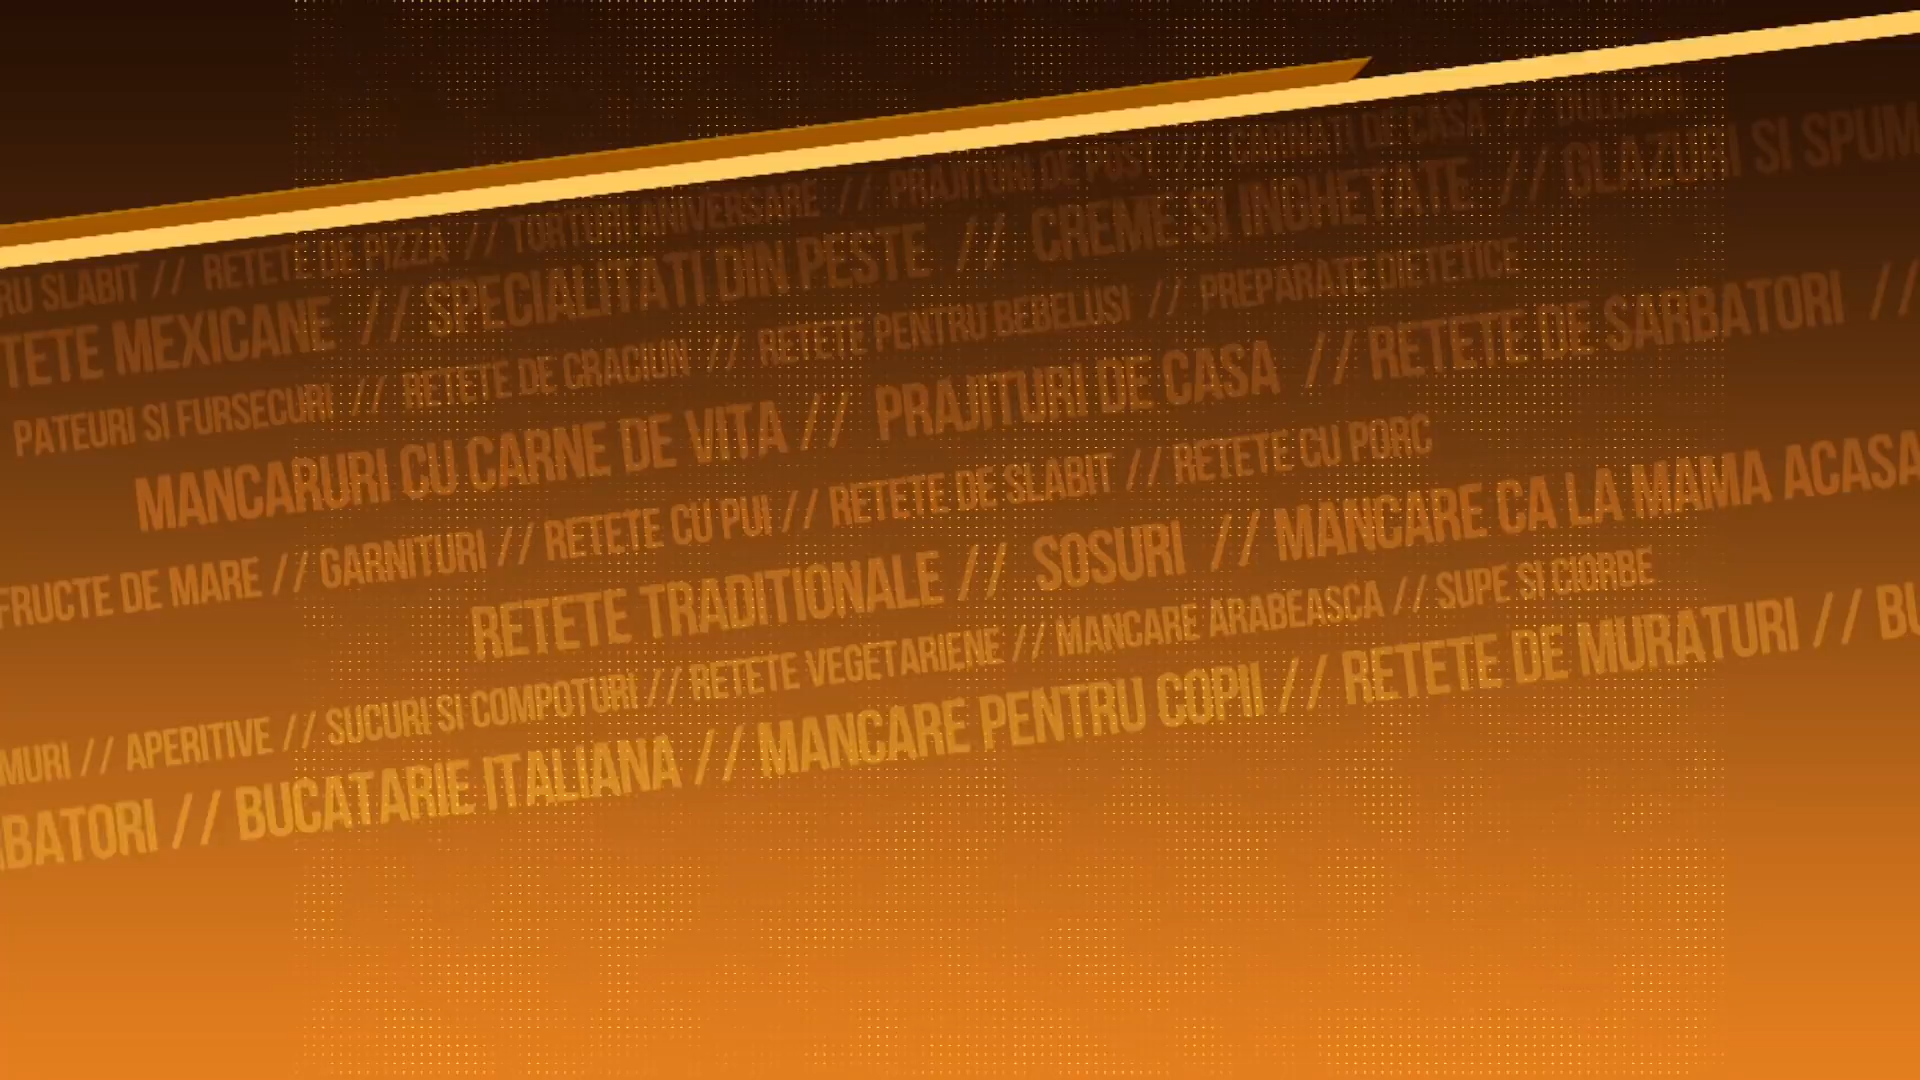 RU SLABIT // RETETE DE PIZZA // TORTURI ANIVERSARE // PRAJITURI DE POST // CARNATI DE CASA //
TETE MEXICANE // SPECIALITATI DIN PESTE // CREME SI INGHETATE // GLAZURI SI SPUM
PATEURI SI FURSECURI // RETETE DE CRACIUN // RETETE PENTRU BEBELUSI // PREPARATE DIETETICE
MANCARURI CU CARNE DE VITA // PRAJITURI DE CASA // RETETE DE SARBATORI //
FRUCTE DE MARE // GARNITURI // RETETE CU PUI // RETETE DE SLABIT // RETETE CU PORC
RETETE TRADITIONALE // SOSURI // MANCARE CA LA MAMA ACASA
MURI // APERITIVE // SUCURI SI COMPOTURI // RETETE VEGETARIENE // MANCARE ARABEASCA // SUPE SI CIORBE
BATORI // BUCATARIE ITALIANA // MANCARE PENTRU COPII // RETETE DE MURATURI // BU